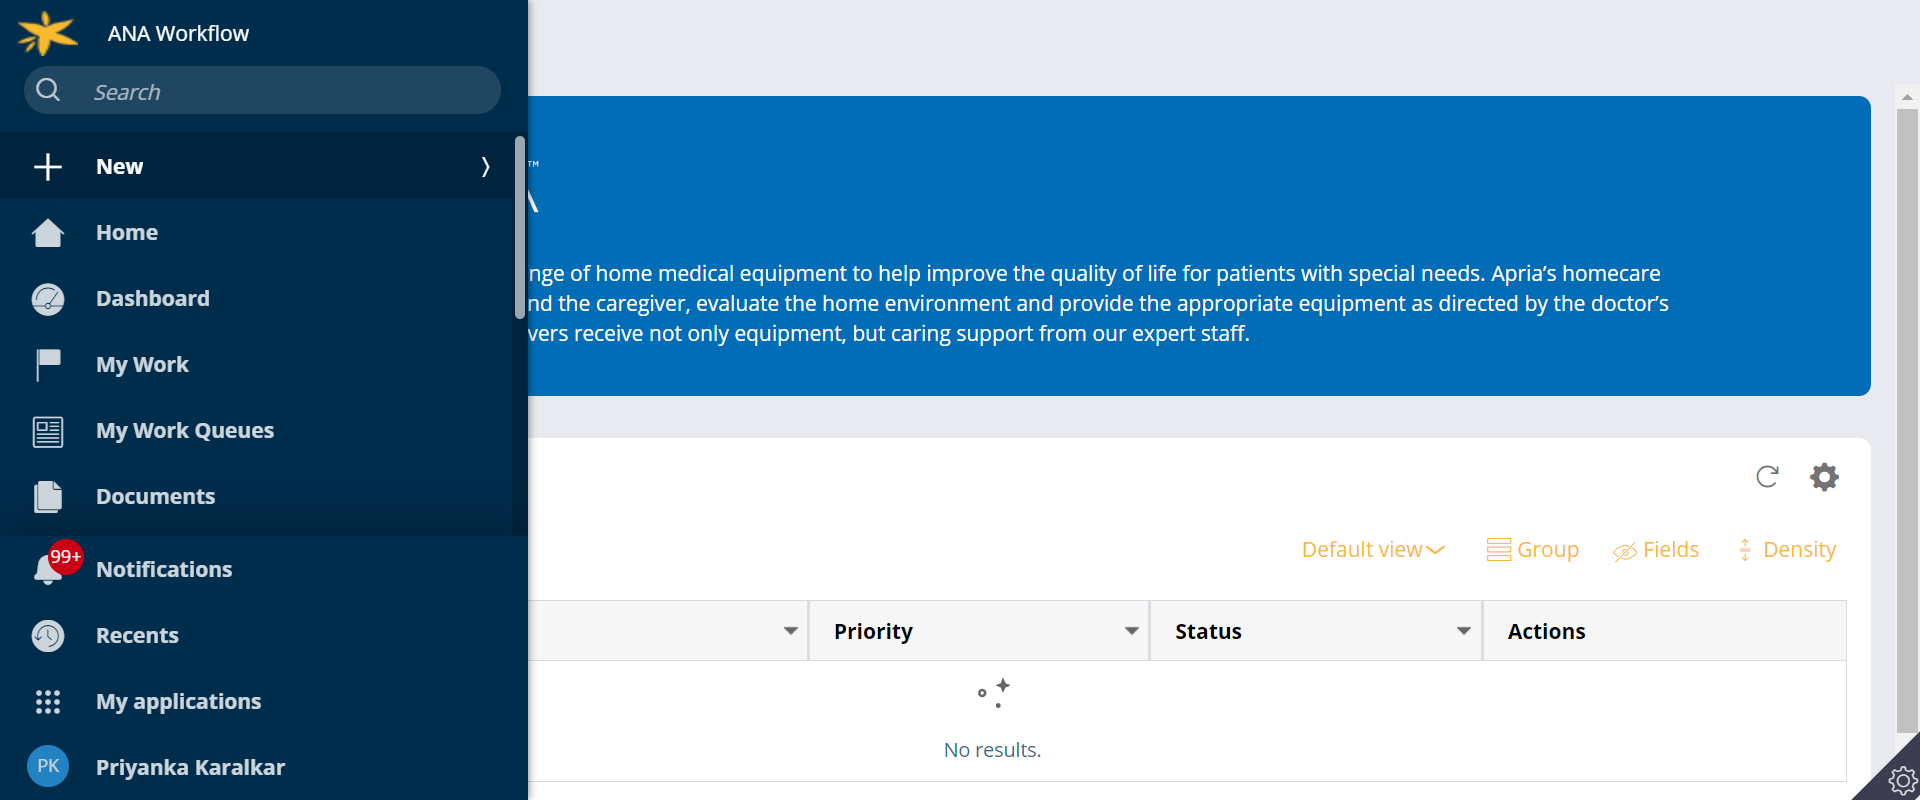 ANA Workflow
Search
New
Home
Dashboard
My Work
My Work Queues
Documents
99+
Notifications
Recents
My applications
PK
Priyanka Karalkar
™
nge of home medical equipment to help improve the quality of life for patients with special needs. Apria’s homecare
nd the caregiver, evaluate the home environment and provide the appropriate equipment as directed by the doctor’s
vers receive not only equipment, but caring support from our expert staff.
Default view
Group
Fields
Density
Priority
Status
Actions
No results.